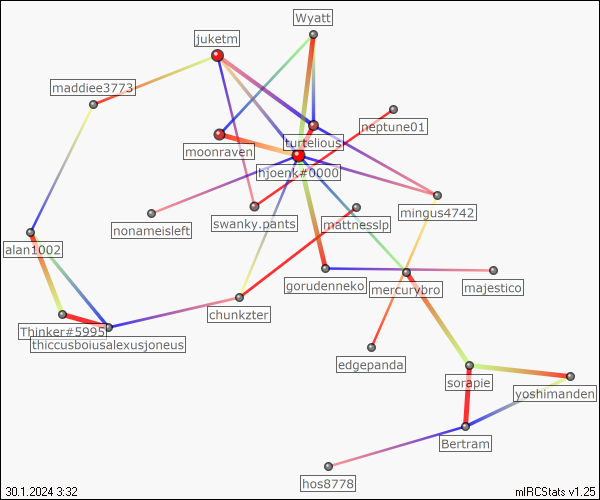 Wyatt
juketm
maddiee3773
neptune01
turtelious
moonraven
hjoenk#0000
mingus4742
nonameisleft
swanky.pants
mattnesslp
alan1002
gorudenneko
mercurybro
majestico
chunkzter
Thinker#5995
thiccusboiusalexusjoneus
edgepanda
sorapie
yoshimanden
Bertram
hos8778
30.1.2024 3:32
mIRCStats v1.25